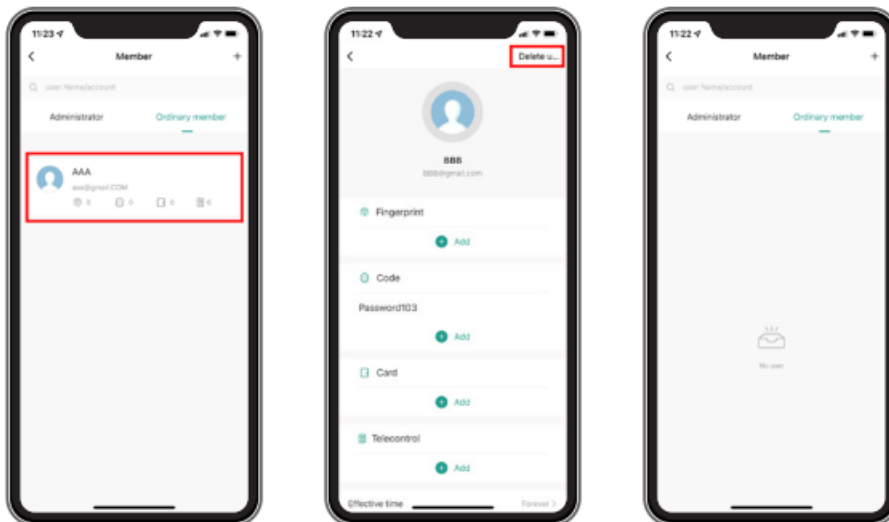 11:23
Member
+
user Name/account
Administrator
Ordinary member
AAA
aaa@gmail.COM
0
0
0
0
11:22
Delete u...
BBB
BBB@gmail.com
Fingerprint
Add
Code
Password103
Add
Card
Add
Telecontrol
Add
Effective time
Forever >
11:22
Member
+
user Name/account
Administrator
Ordinary member
No user